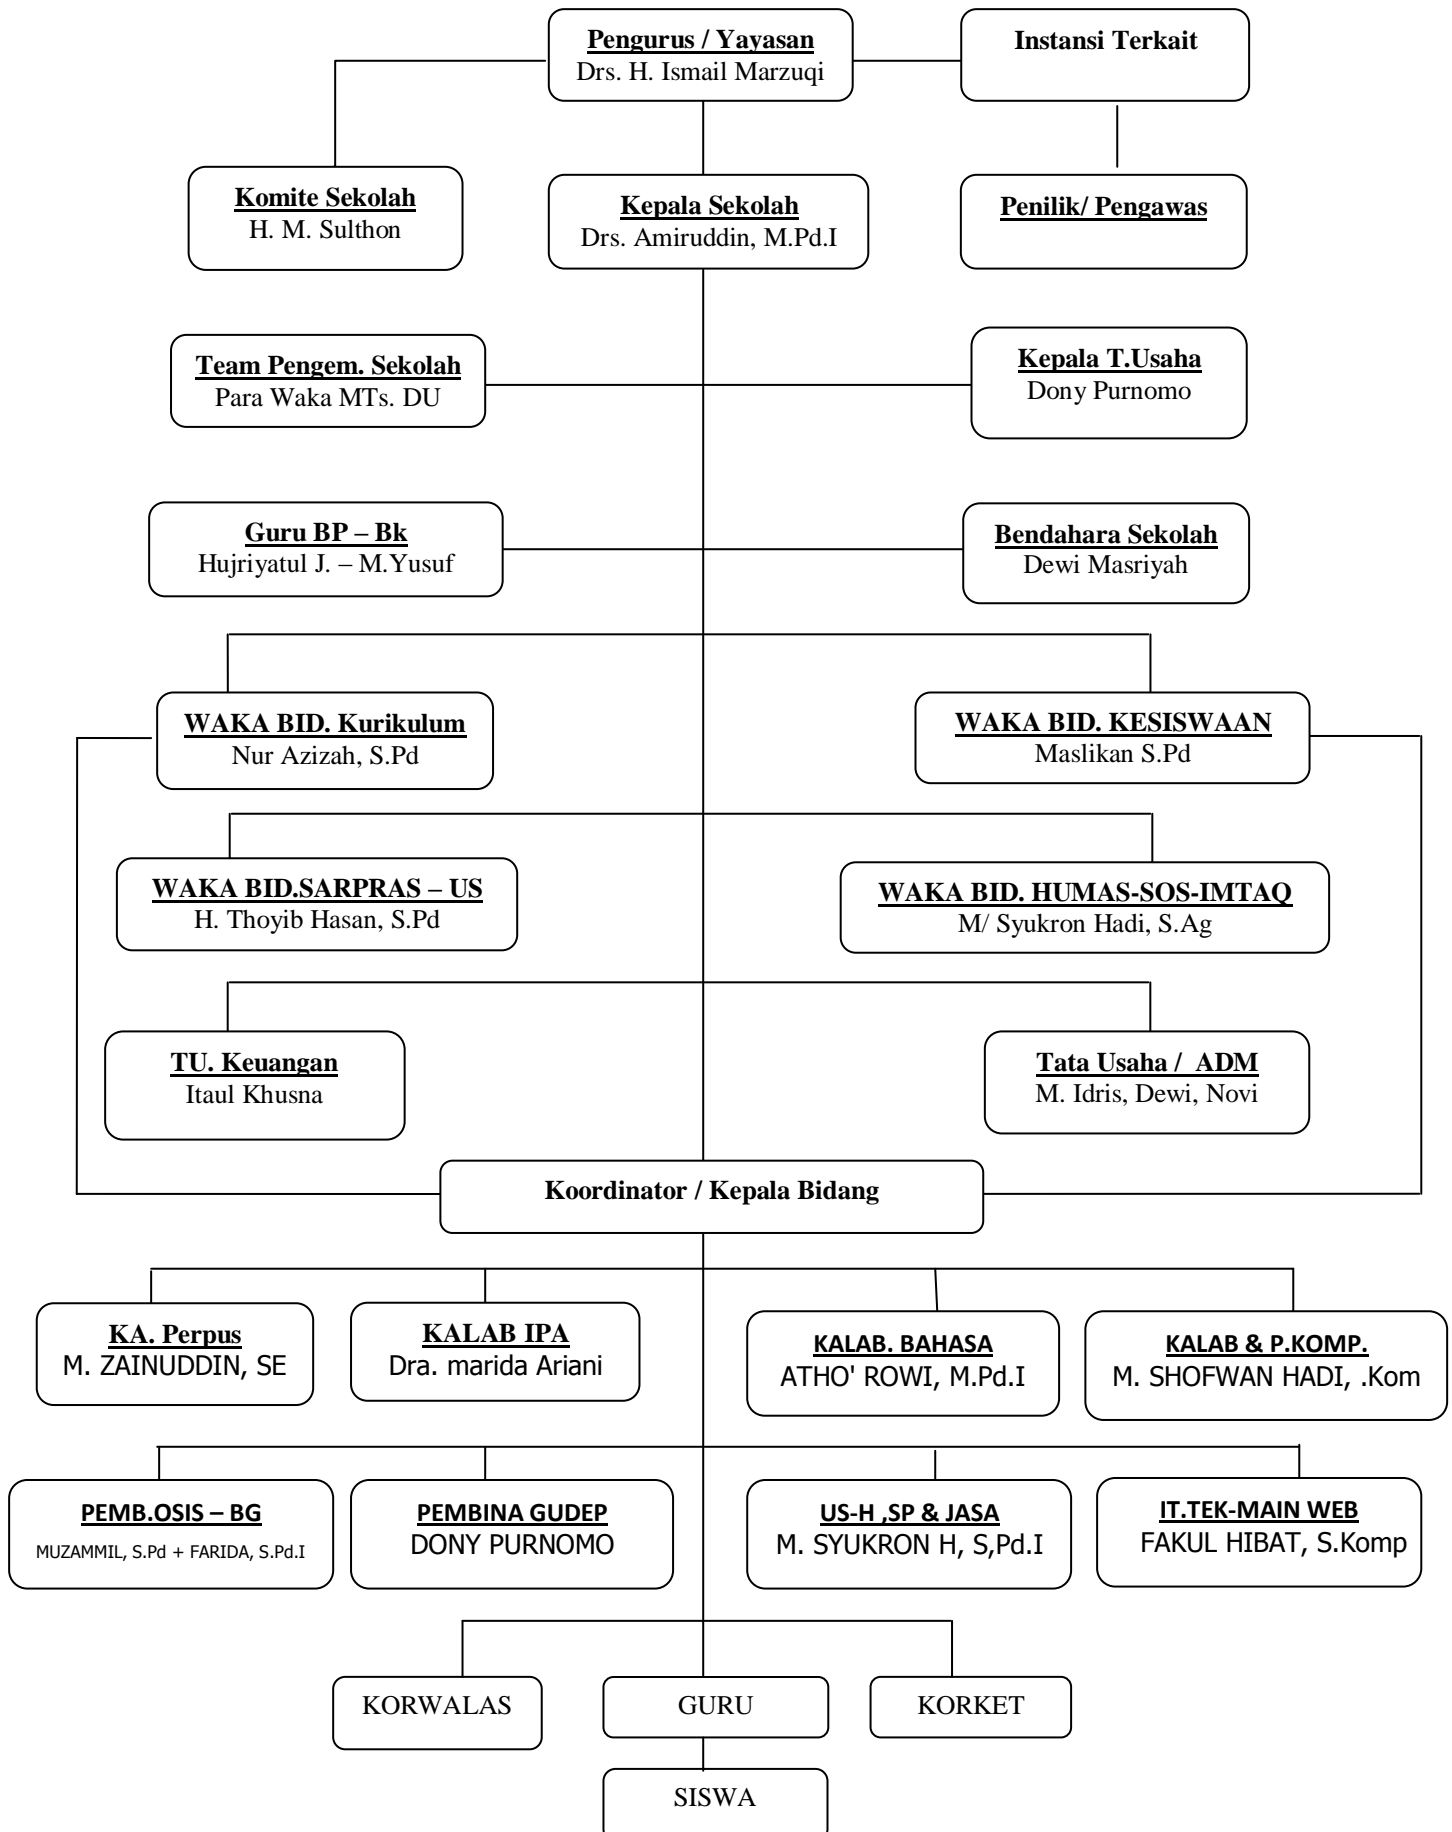 Pengurus / Yayasan
Drs. H. Ismail Marzuqi
Instansi Terkait
Komite Sekolah
H. M. Sulthon
Kepala Sekolah
Drs. Amiruddin, M.Pd.I
Penilik/ Pengawas
Team Pengem. Sekolah
Para Waka MTs. DU
Kepala T.Usaha
Dony Purnomo
Guru BP – Bk
Hujriyatul J. – M.Yusuf
Bendahara Sekolah
Dewi Masriyah
WAKA BID. Kurikulum
Nur Azizah, S.Pd
WAKA BID. KESISWAAN
Maslikan S.Pd
WAKA BID.SARPRAS – US
H. Thoyib Hasan, S.Pd
WAKA BID. HUMAS-SOS-IMTAQ
M/ Syukron Hadi, S.Ag
TU. Keuangan
Itaul Khusna
Tata Usaha / ADM
M. Idris, Dewi, Novi
Koordinator / Kepala Bidang
KA. Perpus
M. ZAINUDDIN, SE
KALAB IPA
Dra. marida Ariani
KALAB. BAHASA
ATHO' ROWI, M.Pd.I
KALAB & P.KOMP.
M. SHOFWAN HADI, .Kom
PEMB.OSIS – BG
MUZAMMIL, S.Pd + FARIDA, S.Pd.I
PEMBINA GUDEP
DONY PURNOMO
US-H ,SP & JASA
M. SYUKRON H, S,Pd.I
IT.TEK-MAIN WEB
FAKUL HIBAT, S.Komp
KORWALAS
GURU
KORKET
SISWA